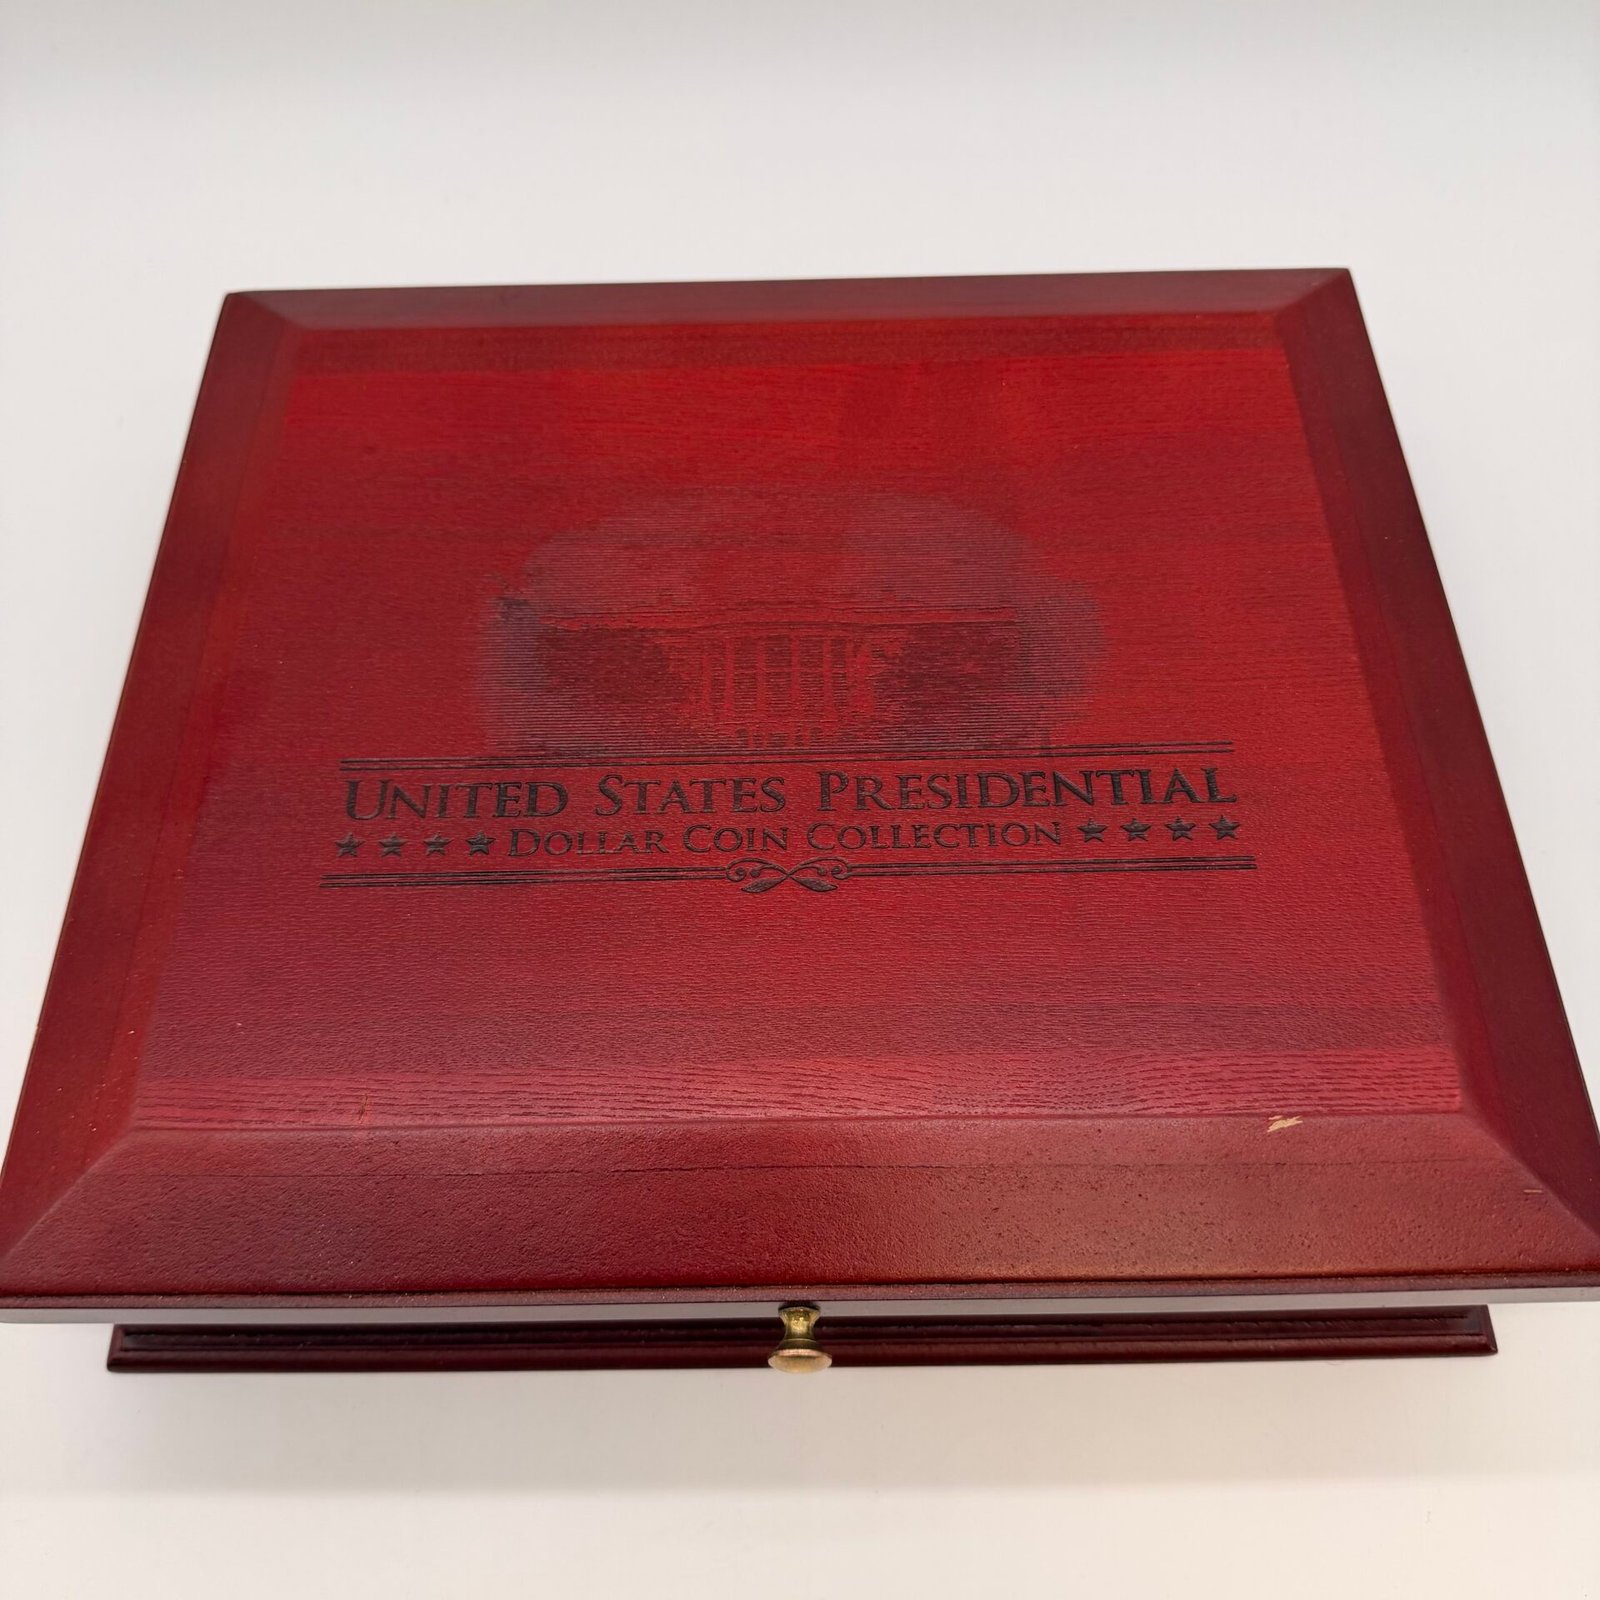 UNITED STATES PRESIDENTIAL
★ ★ ★ ★ DOLLAR COIN COLLECTION ★ ★ ★ ★